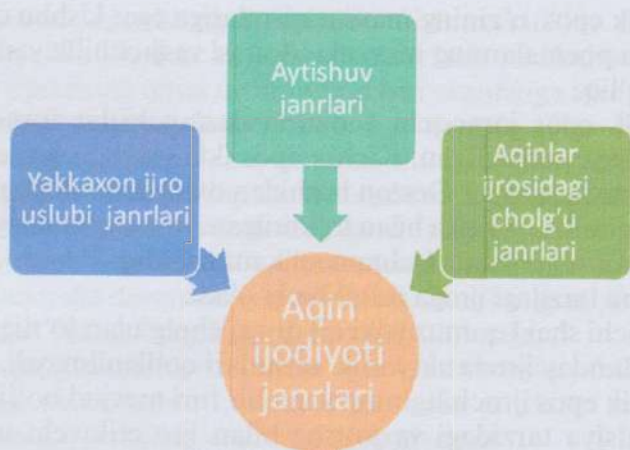 Aytishuv
janrlari
Yakkaxon ijro
uslubi janrlari
Aqinlar
ijrosidagi
cholg'u
janrlari
Aqin
ijodiyoti
janrlari